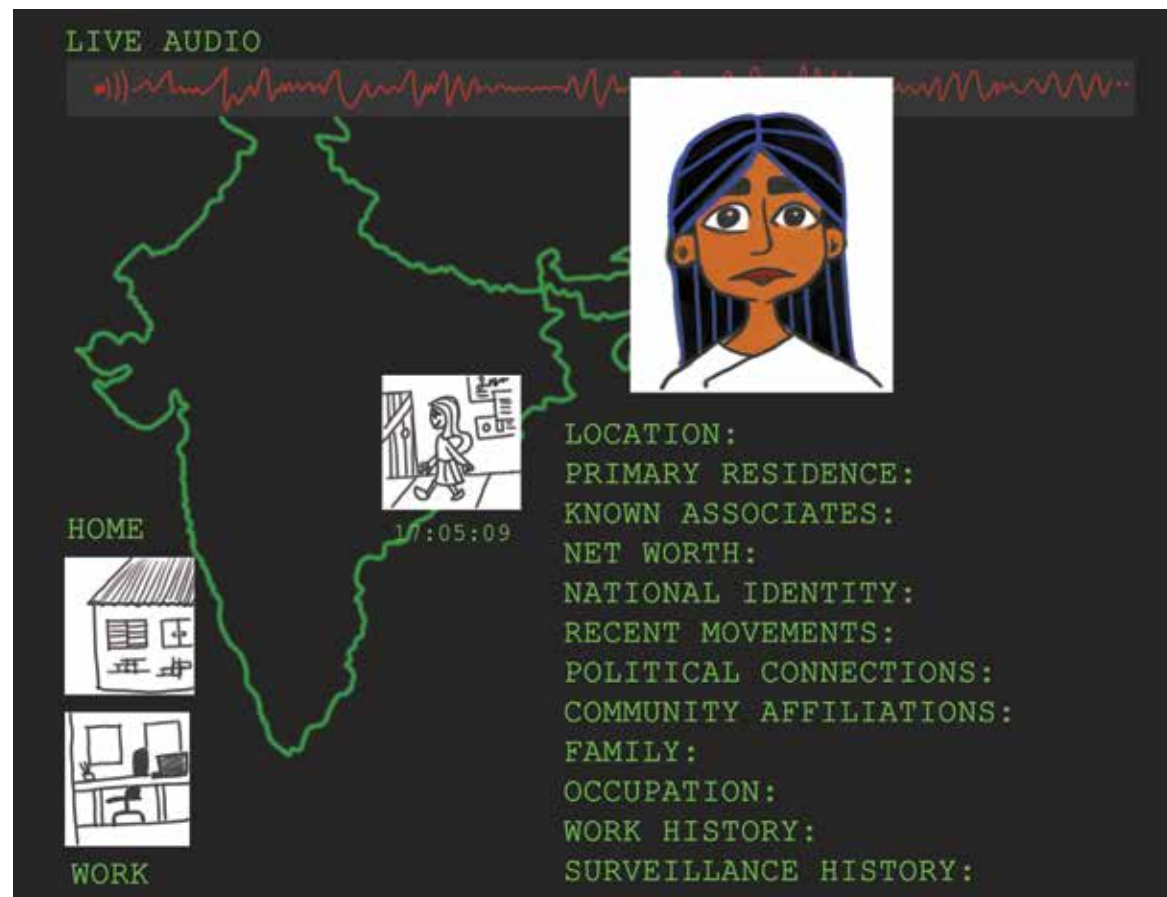 LIVE AUDIO
17:05:09
HOME
WORK
LOCATION:
PRIMARY RESIDENCE:
KNOWN ASSOCIATES:
NET WORTH:
NATIONAL IDENTITY:
RECENT MOVEMENTS:
POLITICAL CONNECTIONS:
COMMUNITY AFFILIATIONS:
FAMILY:
OCCUPATION:
WORK HISTORY:
SURVEILLANCE HISTORY: